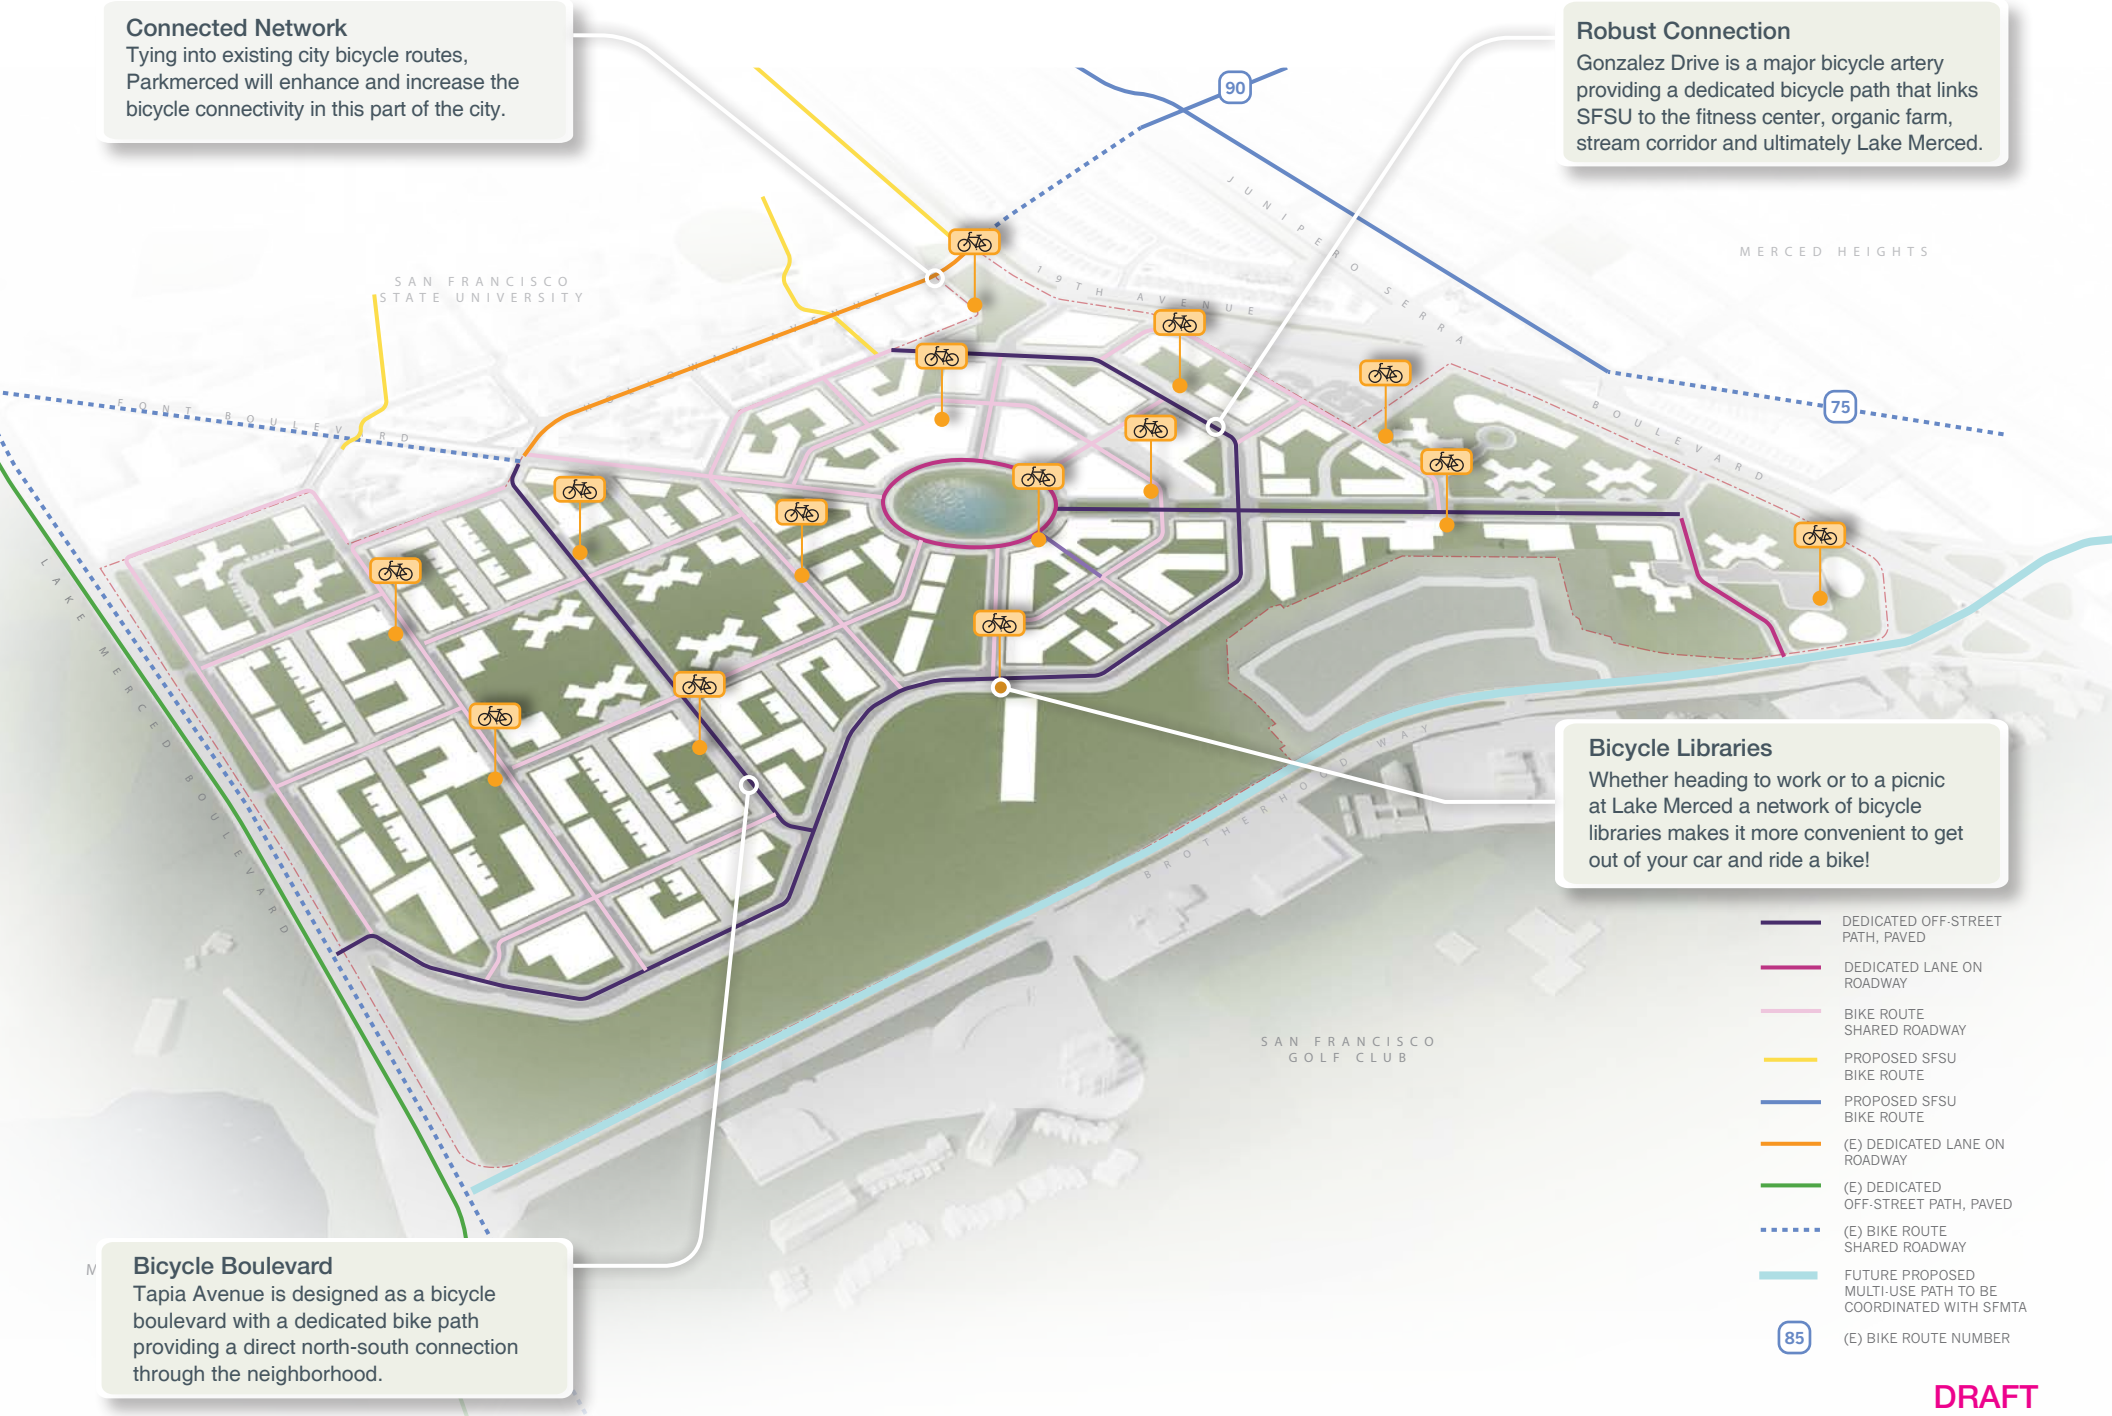 Connected Network
Tying into existing city bicycle routes,
Parkmerced will enhance and increase the
bicycle connectivity in this part of the city.
Robust Connection
Gonzalez Drive is a major bicycle artery
providing a dedicated bicycle path that links
SFSU to the fitness center, organic farm,
stream corridor and ultimately Lake Merced.
90
JUNIPERO SERRA
BOULEVARD
MERCED HEIGHTS
SAN FRANCISCO
STATE UNIVERSITY
19TH AVENUE
HOLLOWAY AVENUE
75
FONT BOULEVARD
LAKE MERCED BOULEVARD
BROTHERHOOD WAY
Bicycle Libraries
Whether heading to work or to a picnic
at Lake Merced a network of bicycle
libraries makes it more convenient to get
out of your car and ride a bike!
SAN FRANCISCO
GOLF CLUB
Bicycle Boulevard
Tapia Avenue is designed as a bicycle
boulevard with a dedicated bike path
providing a direct north-south connection
through the neighborhood.
DEDICATED OFF-STREET
PATH, PAVED
DEDICATED LANE ON
ROADWAY
BIKE ROUTE
SHARED ROADWAY
PROPOSED SFSU
BIKE ROUTE
PROPOSED SFSU
BIKE ROUTE
(E) DEDICATED LANE ON
ROADWAY
(E) DEDICATED
OFF-STREET PATH, PAVED
(E) BIKE ROUTE
SHARED ROADWAY
FUTURE PROPOSED
MULTI-USE PATH TO BE
COORDINATED WITH SFMTA
85
(E) BIKE ROUTE NUMBER
DRAFT